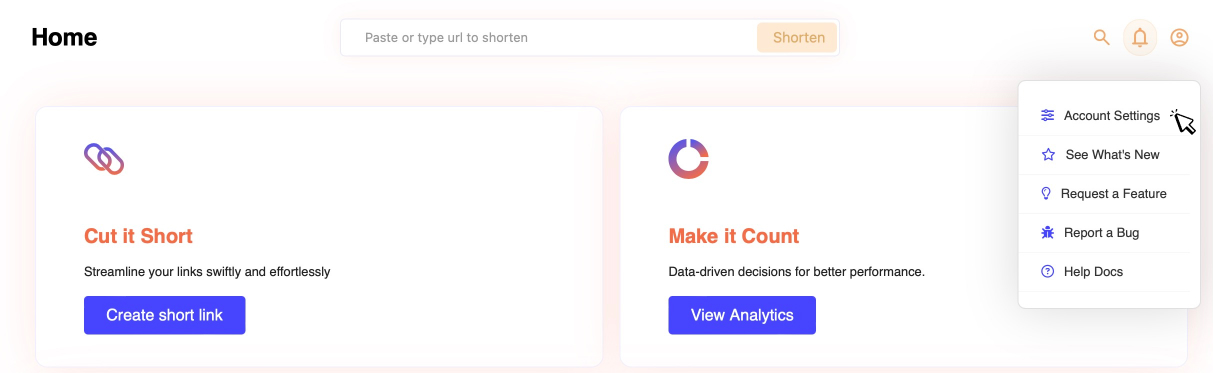 Home
Paste or type url to shorten
Shorten
Account Settings
See What's New
Request a Feature
Report a Bug
Help Docs
Cut it Short
Streamline your links swiftly and effortlessly
Create short link
Make it Count
Data-driven decisions for better performance.
View Analytics